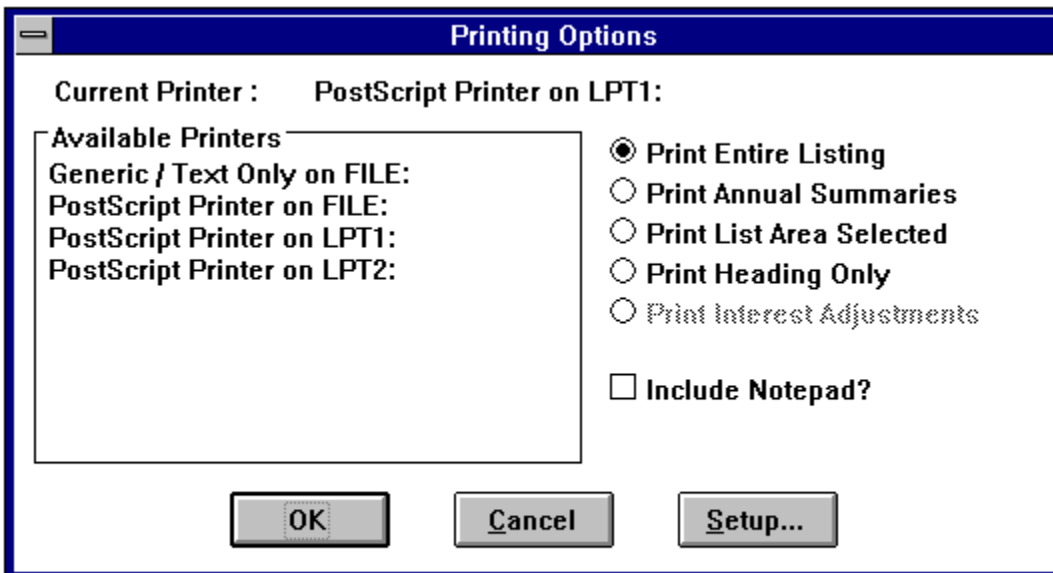 Printing Options
Current Printer : PostScript Printer on LPT1:
Available Printers
Generic / Text Only on FILE:
PostScript Printer on FILE:
PostScript Printer on LPT1:
PostScript Printer on LPT2:
Print Entire Listing
Print Annual Summaries
Print List Area Selected
Print Heading Only
Print Interest Adjustments
Include Notepad?
OK Cancel Setup...